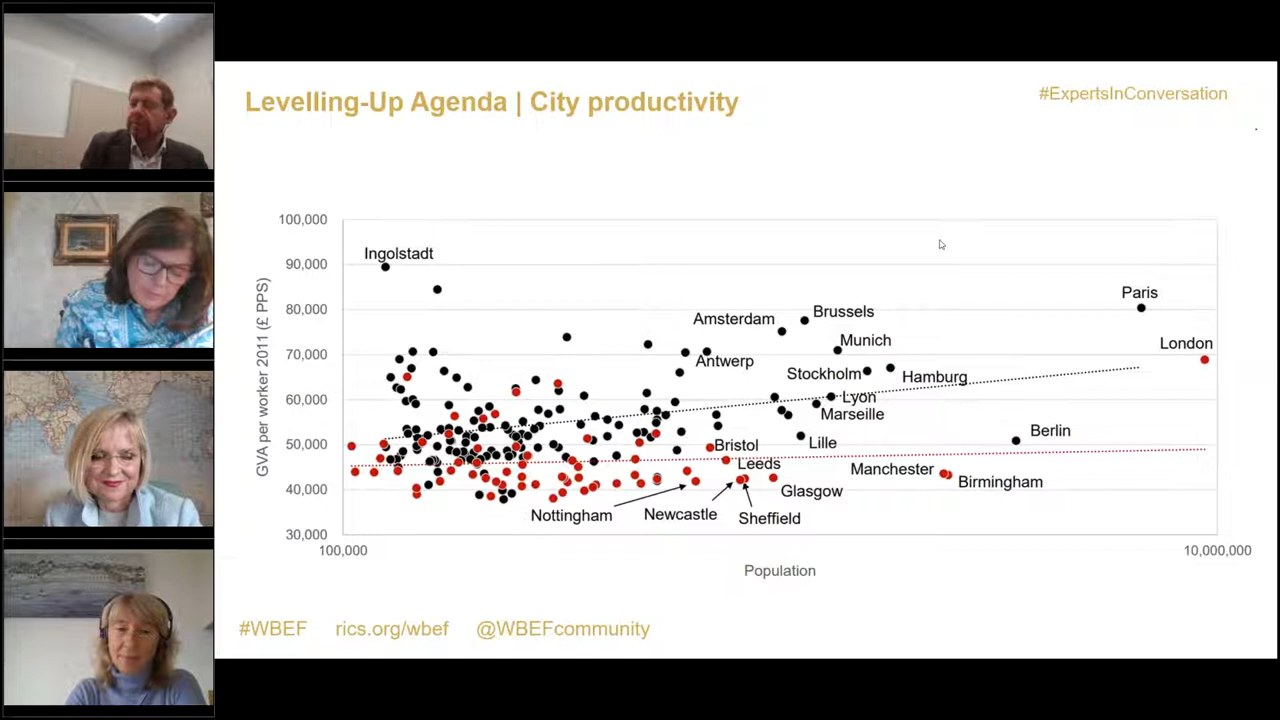 Levelling-Up Agenda | City productivity
#ExpertsInConversation
GVA per worker 2011 (£ PPS)
100,000
90,000
80,000
70,000
60,000
50,000
40,000
30,000
Ingolstadt
Paris
Brussels
Amsterdam
Munich
London
Antwerp
Stockholm
Hamburg
Lyon
Marseille
Berlin
Lille
Bristol
Leeds
Manchester
Birmingham
Glasgow
Nottingham
Newcastle
Sheffield
100,000
10,000,000
Population
#WBEF
rics.org/wbef
@WBEFcommunity